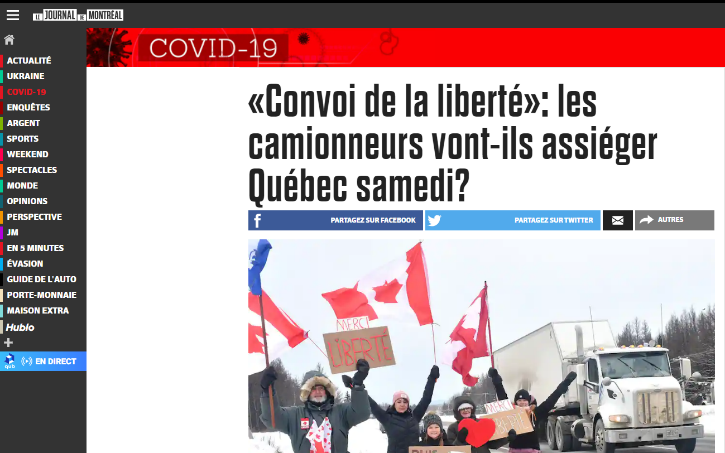 LE JOURNAL DE MONTRÉAL
COVID-19
ACTUALITÉ
UKRAINE
COVID-19
ENQUÊTES
ARGENT
SPORTS
WEEKEND
SPECTACLES
MONDE
OPINIONS
PERSPECTIVE
JM
EN 5 MINUTES
ÉVASION
GUIDE DE L'AUTO
PORTE-MONNAIE
MAISON EXTRA
Hublo
EN DIRECT
«Convoi de la liberté»: les
camionneurs vont-ils assiéger
Québec samedi?
PARTAGEZ SUR FACEBOOK
PARTAGEZ SUR TWITTER
AUTRES
MERCI
LIBERTÉ